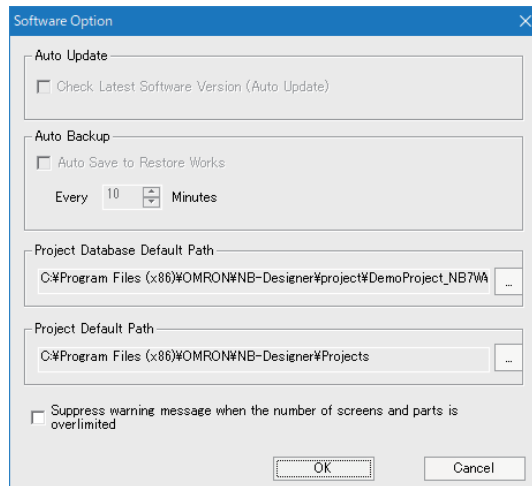 Software Option
Auto Update
Check Latest Software Version (Auto Update)
Auto Backup
Auto Save to Restore Works
Every 10 Minutes
Project Database Default Path
C:¥Program Files (x86)¥OMRON¥NB-Designer¥project¥DemoProject_NB7WA ...
Project Default Path
C:¥Program Files (x86)¥OMRON¥NB-Designer¥Projects ...
Suppress warning message when the number of screens and parts is
overlimited
OK Cancel